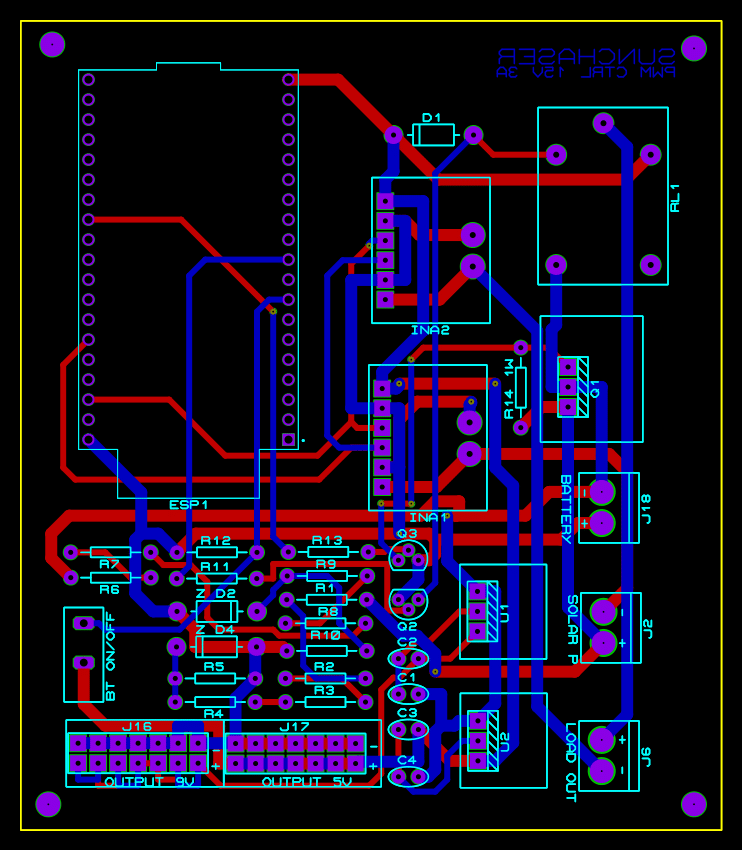 SUNCHASER
PWM CTRL 15V 3A
D1
RL1
INA2
1W
R14
Q1
ESP1
INA1
BATTERY
-
+
J18
R12
R13
Q3
R7
R11
R9
R6
R1
Z D2
R8
Q2
U1
SOLAR P
-
+
J2
BT ON/OFF
Z D4
R10
C2
R5
R2
C1
R4
R3
J16
J17
C3
U2
LOAD OUT
+
-
J6
-
+
-
+
C4
OUTPUT 9V
OUTPUT 5V